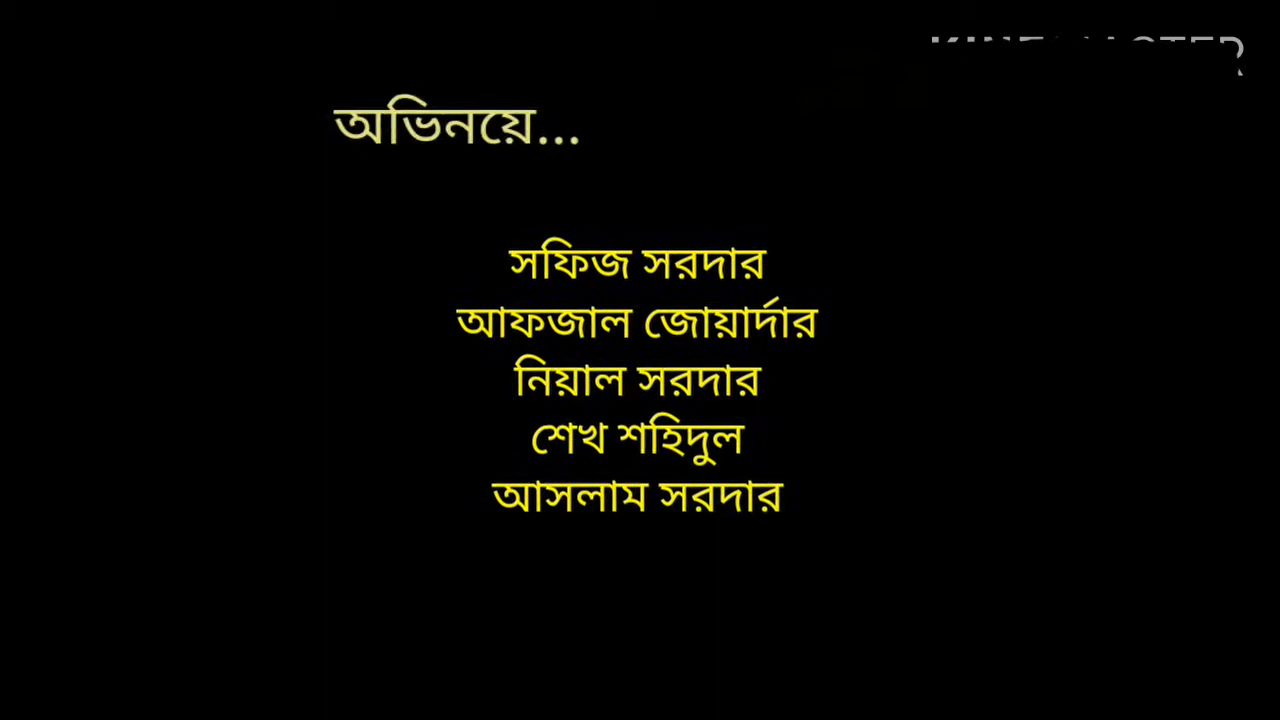 অভিনয়ে...
সফিজ সরদার
আফজাল জোয়ার্দার
নিয়াল সরদার
শেখ শহিদুল
আসলাম সরদার